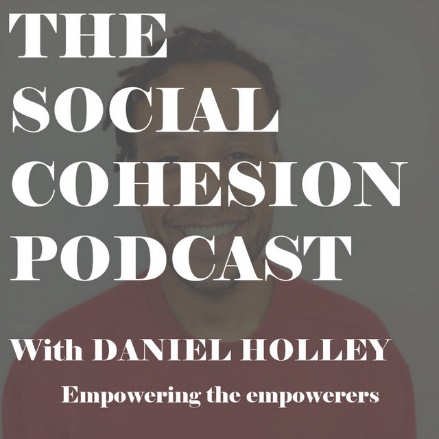 THE
SOCIAL
COHESION
PODCAST
With DANIEL HOLLEY
Empowering the empowerers